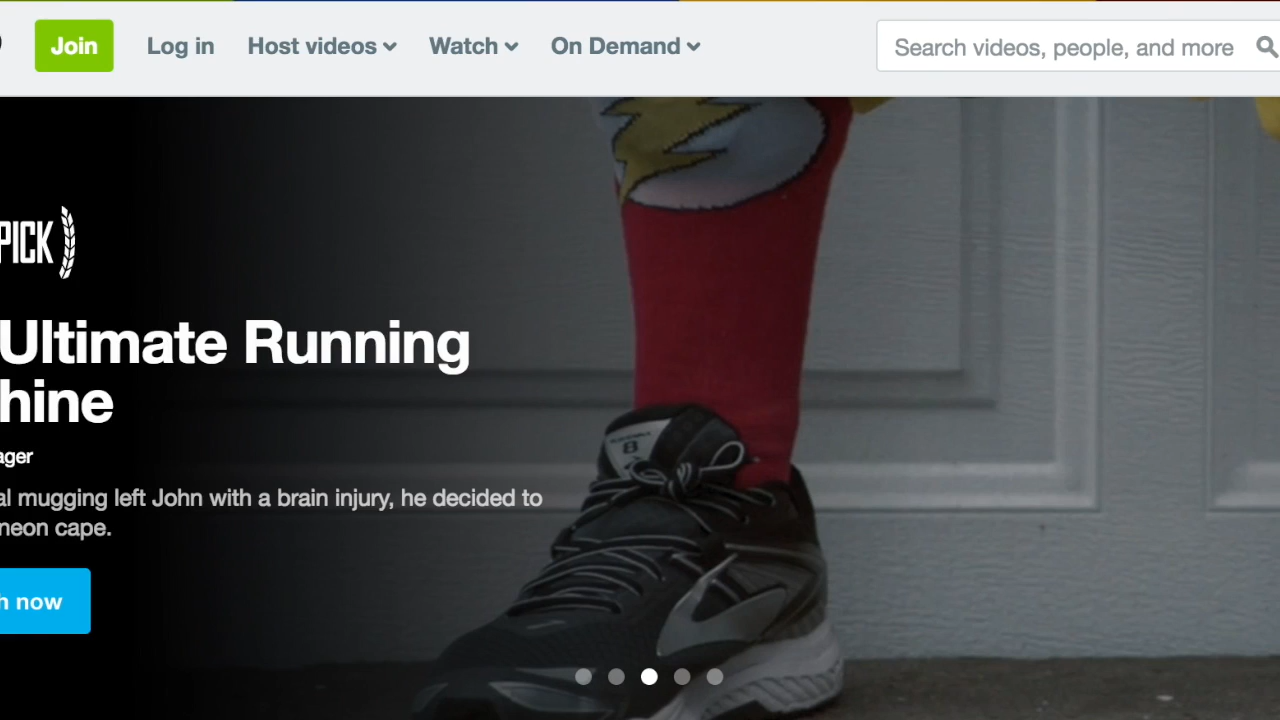 Join
Log in
Host videos
Watch
On Demand
Search videos, people, and more
PICK
Ultimate Running
hine
ager
al mugging left John with a brain injury, he decided to
neon cape.
h now
8